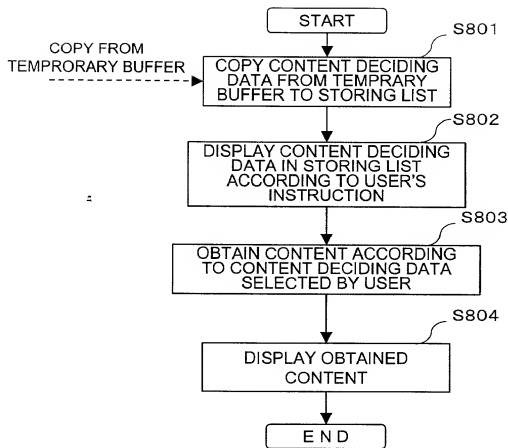 START
S801
COPY FROM
TEMPRORARY BUFFER
COPY CONTENT DECIDING
DATA FROM TEMPRARY
BUFFER TO STORING LIST
S802
DISPLAY CONTENT DECIDING
DATA IN STORING LIST
ACCORDING TO USER'S
INSTRUCTION
S803
OBTAIN CONTENT ACCORDING
TO CONTENT DECIDING DATA
SELECTED BY USER
S804
DISPLAY OBTAINED
CONTENT
END